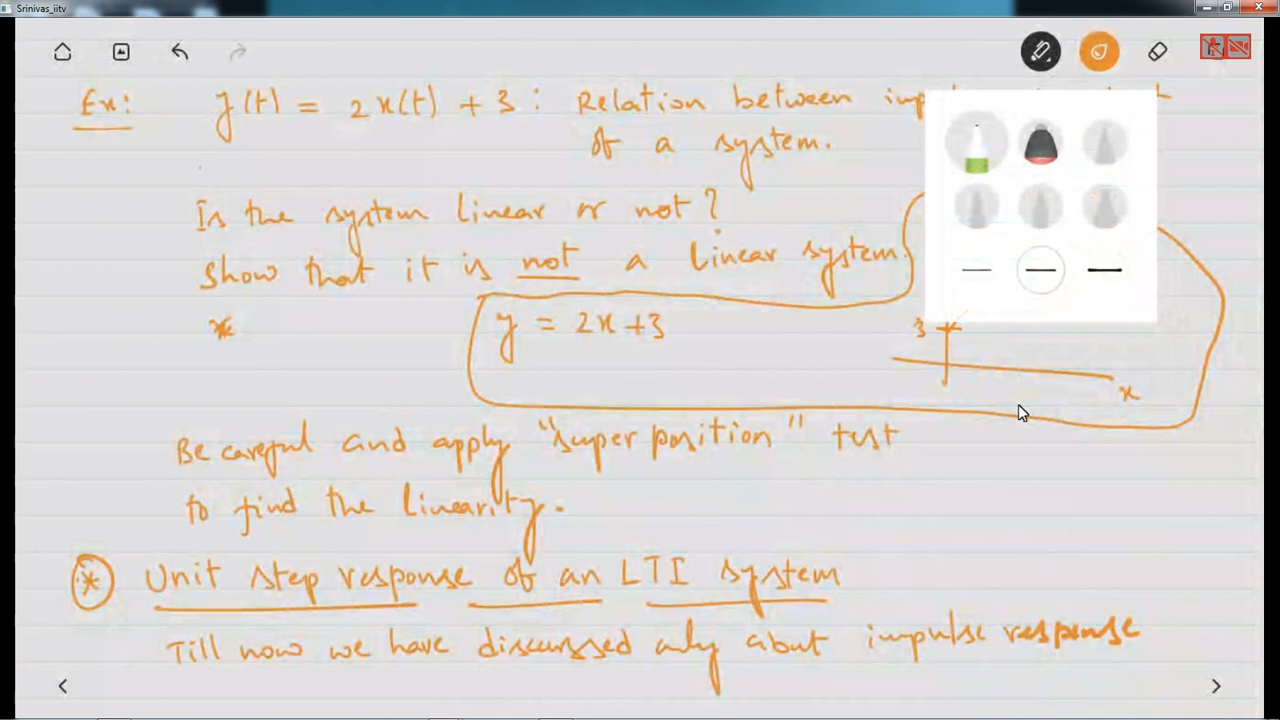 Srinivas_iitv
Ex: y(t) = 2x(t) + 3 : Relation between
of a system.
Is the system linear or not?
Show that it is not a linear system.
y = 2x+3
3
x
Be careful and apply "super position" test
to find the linearity.
* Unit step response of an LTI system
Till now we have discussed only about impulse response